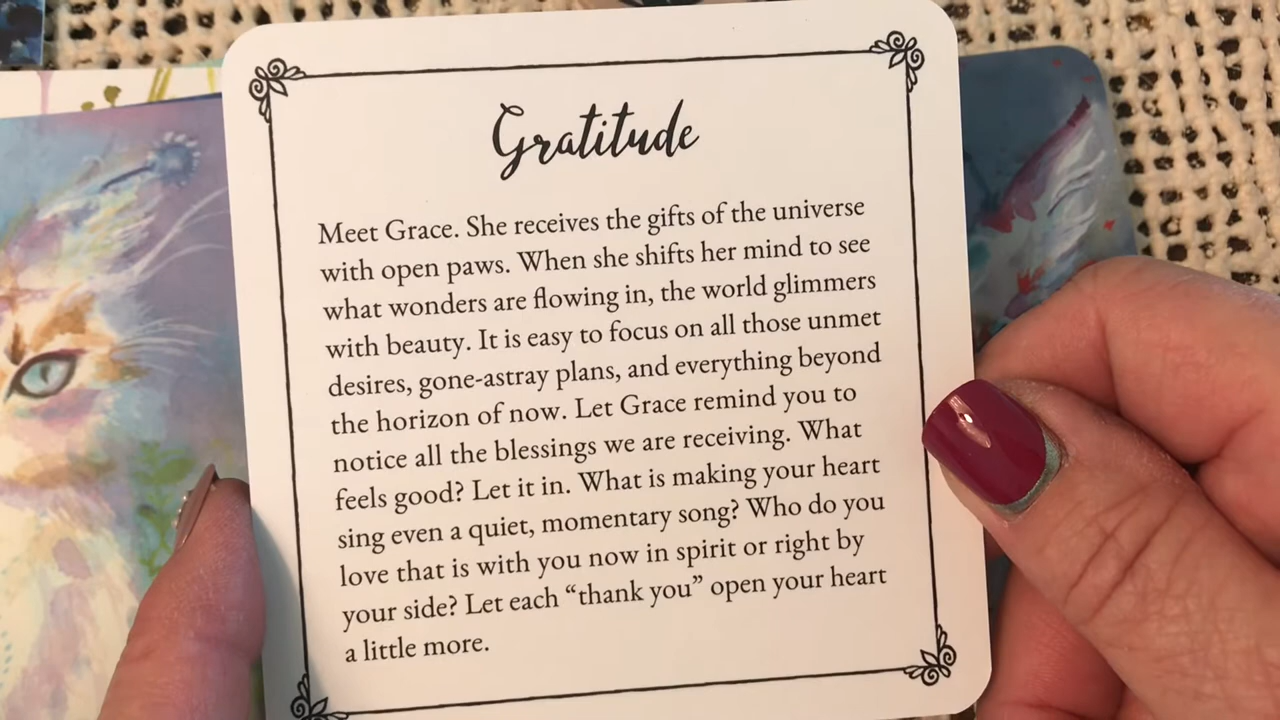 Gratitude
Meet Grace. She receives the gifts of the universe
with open paws. When she shifts her mind to see
what wonders are flowing in, the world glimmers
with beauty. It is easy to focus on all those unmet
desires, gone-astray plans, and everything beyond
the horizon of now. Let Grace remind you to
notice all the blessings we are receiving. What
feels good? Let it in. What is making your heart
sing even a quiet, momentary song? Who do you
love that is with you now in spirit or right by
your side? Let each “thank you” open your heart
a little more.